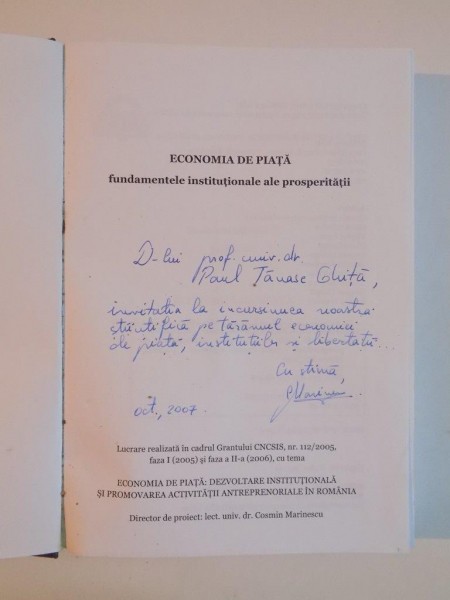 ECONOMIA DE PIAȚĂ
fundamentele instituționale ale prosperității
D-lui prof. univ. dr.
Paul Tănase Ghiță,
invitația la incursiunea noastră
științifică pe tărâmul economiei
de piață, instituțiilor și libertății...
Cu stimă,
oct., 2007.
Lucrare realizată în cadrul Grantului CNCSIS, nr. 112/2005,
faza I (2005) și faza a II-a (2006), cu tema
ECONOMIA DE PIAȚĂ: DEZVOLTARE INSTITUȚIONALĂ
ȘI PROMOVAREA ACTIVITĂȚII ANTREPRENORIALE ÎN ROMÂNIA
Director de proiect: lect. univ. dr. Cosmin Marinescu